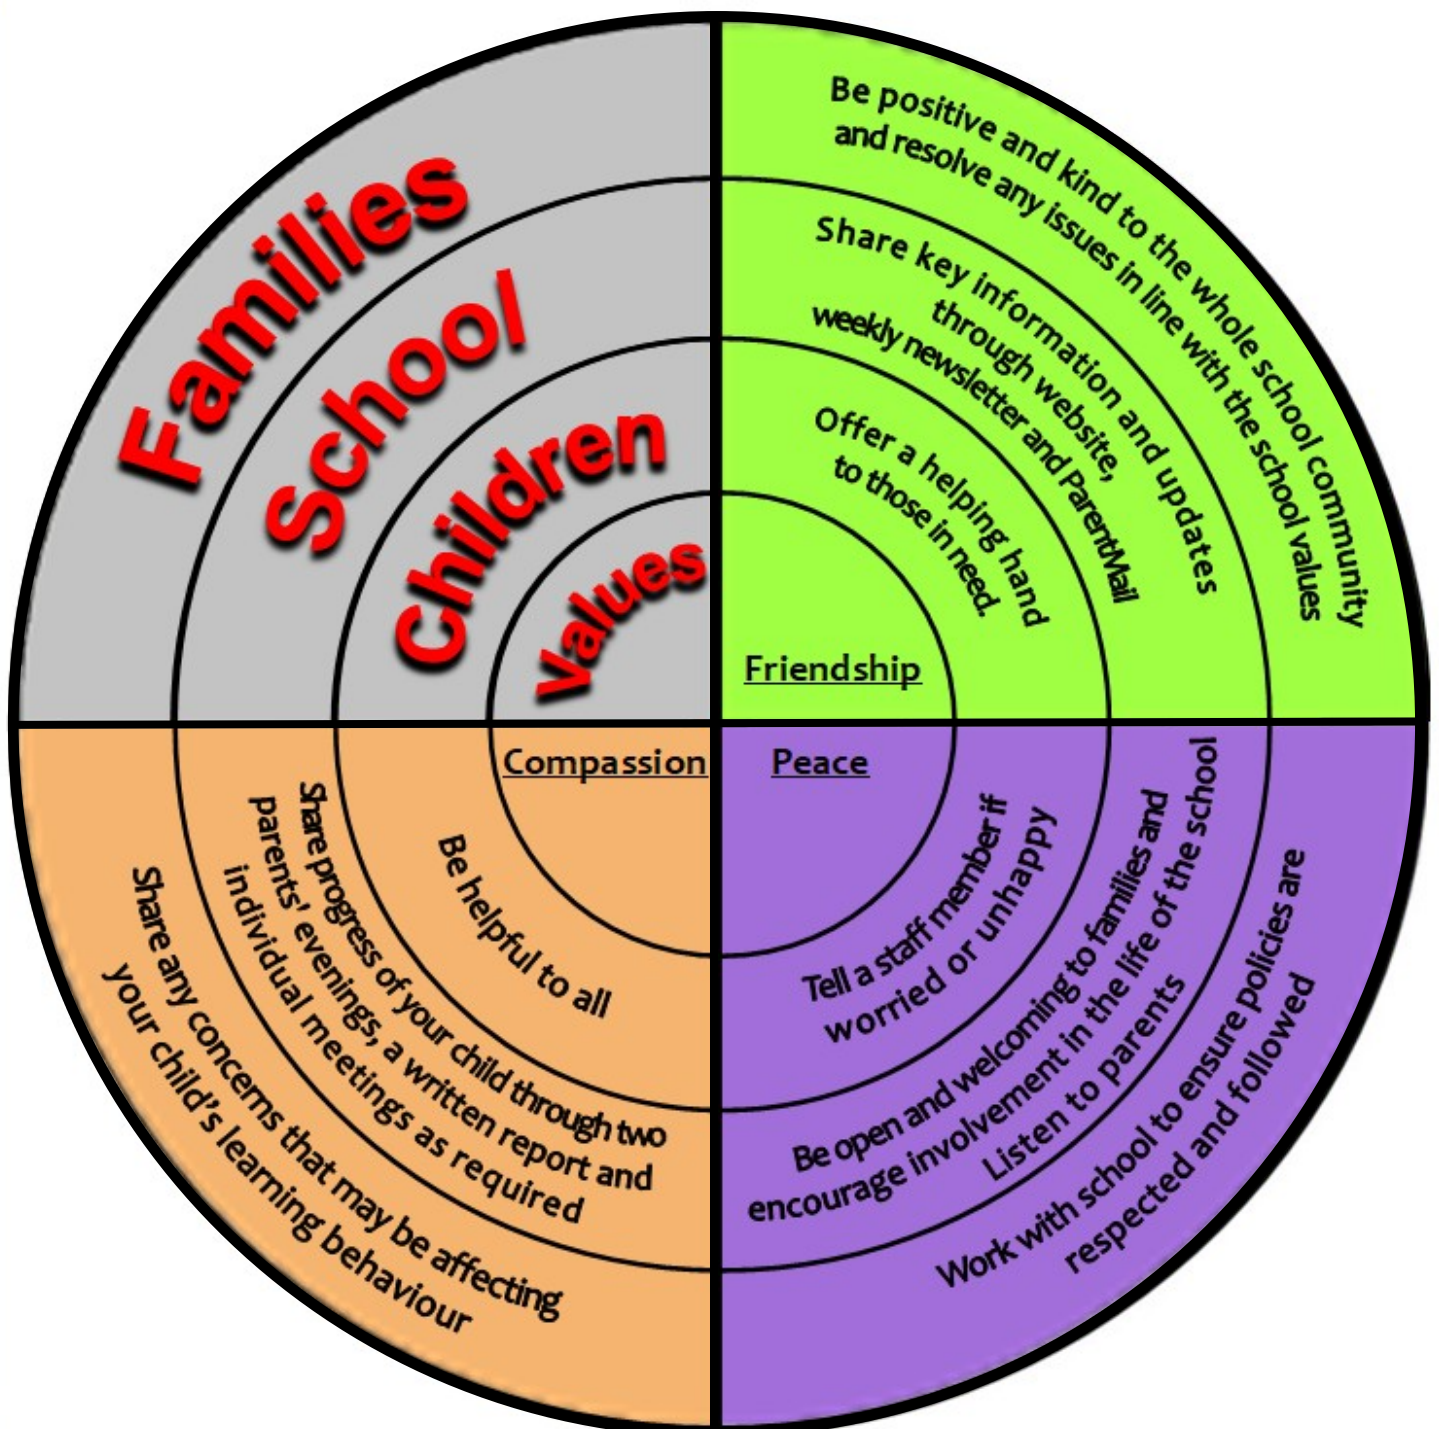 Families
School
Children
Values
Be positive and kind to the whole school community
and resolve any issues in line with the school values
Share key information and updates
through website,
weekly newsletter and ParentMail
Offer a helping hand
to those in need.
Friendship
Peace
Tell a staff member if
worried or unhappy
Be open and welcoming to families and
encourage involvement in the life of the school
Listen to parents
Work with school to ensure policies are
respected and followed
Compassion
Be helpful to all
Share progress of your child through two
parents' evenings, a written report and
individual meetings as required
Share any concerns that may be affecting
your child's learning behaviour